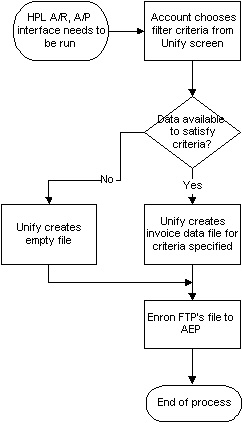 HPL A/R, A/P
interface needs to
be run
Account chooses
filter criteria from
Unify screen
Data available
to satisfy
criteria?
No
Yes
Unify creates
empty file
Unify creates
invoice data file for
criteria specified
Enron FTP's file to
AEP
End of process